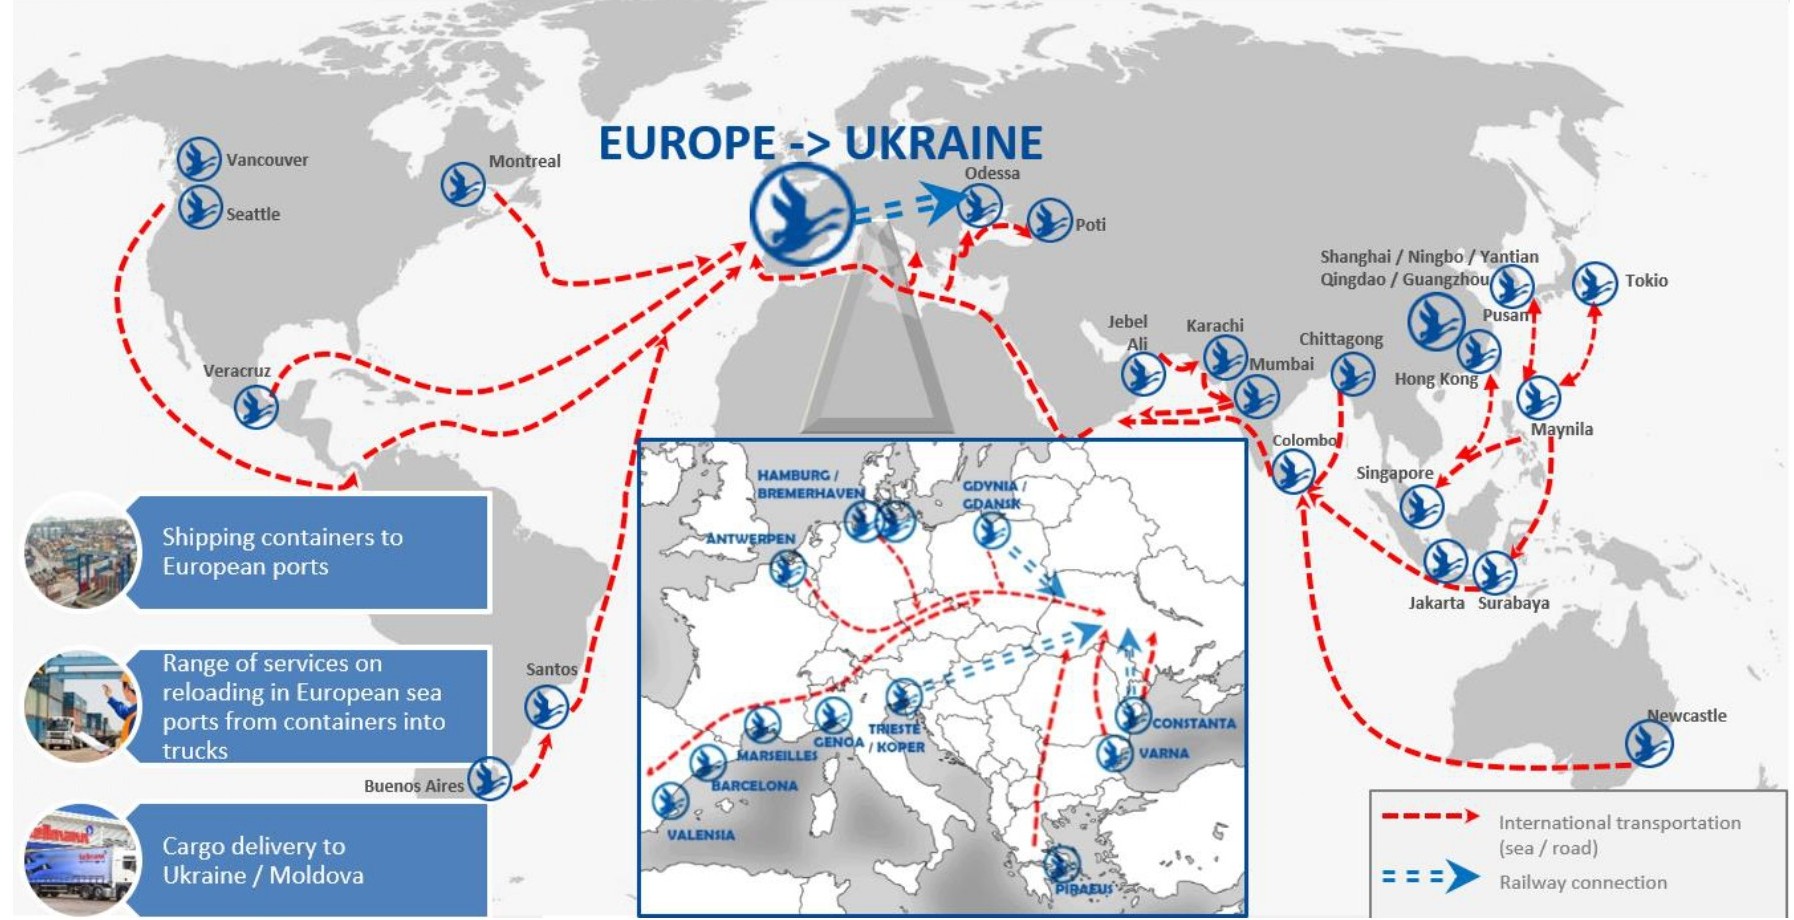 EUROPE -> UKRAINE
Vancouver
Seattle
Montreal
Odessa
Poti
Shanghai / Ningbo / Yantian
Qingdao / Guangzhou
Tokio
Pusan
Jebel
Ali
Karachi
Mumbai
Chittagong
Hong Kong
Maynila
Veracruz
Colombo
Singapore
Jakarta
Surabaya
Santos
Buenos Aires
Newcastle
HAMBURG /
BREMERHAVEN
GDYNIA /
GDANSK
ANTWERPEN
TRIESTE
/ KOPER
GENOA
MARSEILLES
BARCELONA
VALENSIA
CONSTANTA
VARNA
PIRAEUS
Shipping containers to
European ports
Range of services on
reloading in European sea
ports from containers into
trucks
Cargo delivery to
Ukraine / Moldova
International transportation
(sea / road)
Railway connection